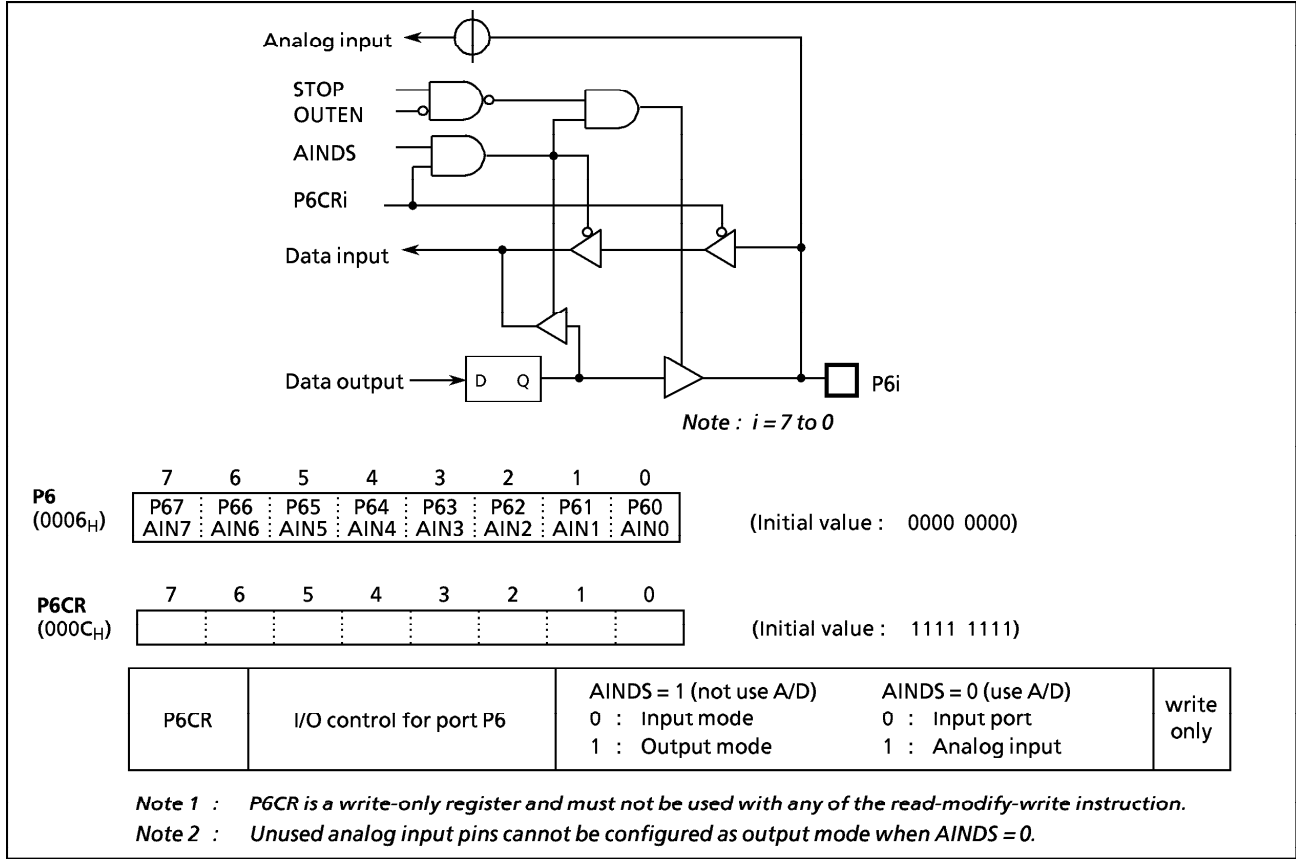 Analog input
STOP
OUTEN
AINDS
P6CRi
Data input
Data output
D Q
P6i
Note : i = 7 to 0
7 6 5 4 3 2 1 0
P6
(0006H)
P67 P66 P65 P64 P63 P62 P61 P60
AIN7 AIN6 AIN5 AIN4 AIN3 AIN2 AIN1 AIN0
(Initial value : 0000 0000)
7 6 5 4 3 2 1 0
P6CR
(000CH)
(Initial value : 1111 1111)
P6CR
I/O control for port P6
AINDS = 1 (not use A/D)
0 : Input mode
1 : Output mode
AINDS = 0 (use A/D)
0 : Input port
1 : Analog input
write
only
Note 1 : P6CR is a write-only register and must not be used with any of the read-modify-write instruction.
Note 2 : Unused analog input pins cannot be configured as output mode when AINDS = 0.